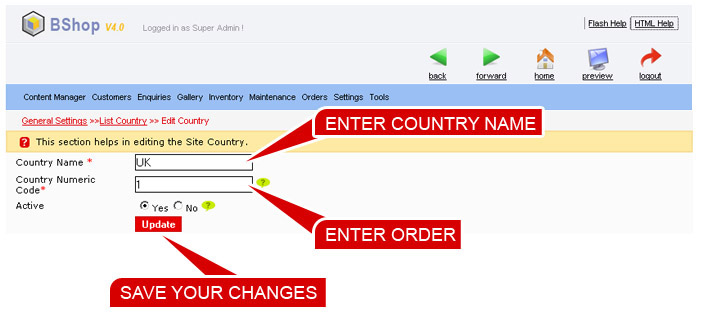 BShop V4.0 Logged in as Super Admin ! Flash Help HTML Help
back forward home preview logout
Content Manager Customers Enquiries Gallery Inventory Maintenance Orders Settings Tools
General Settings >>List Country >> Edit Country
ENTER COUNTRY NAME
? This section helps in editing the Site Country.
Country Name * UK
Country Numeric
Code* 1 ?
Active Yes No ?
ENTER ORDER
Update
SAVE YOUR CHANGES